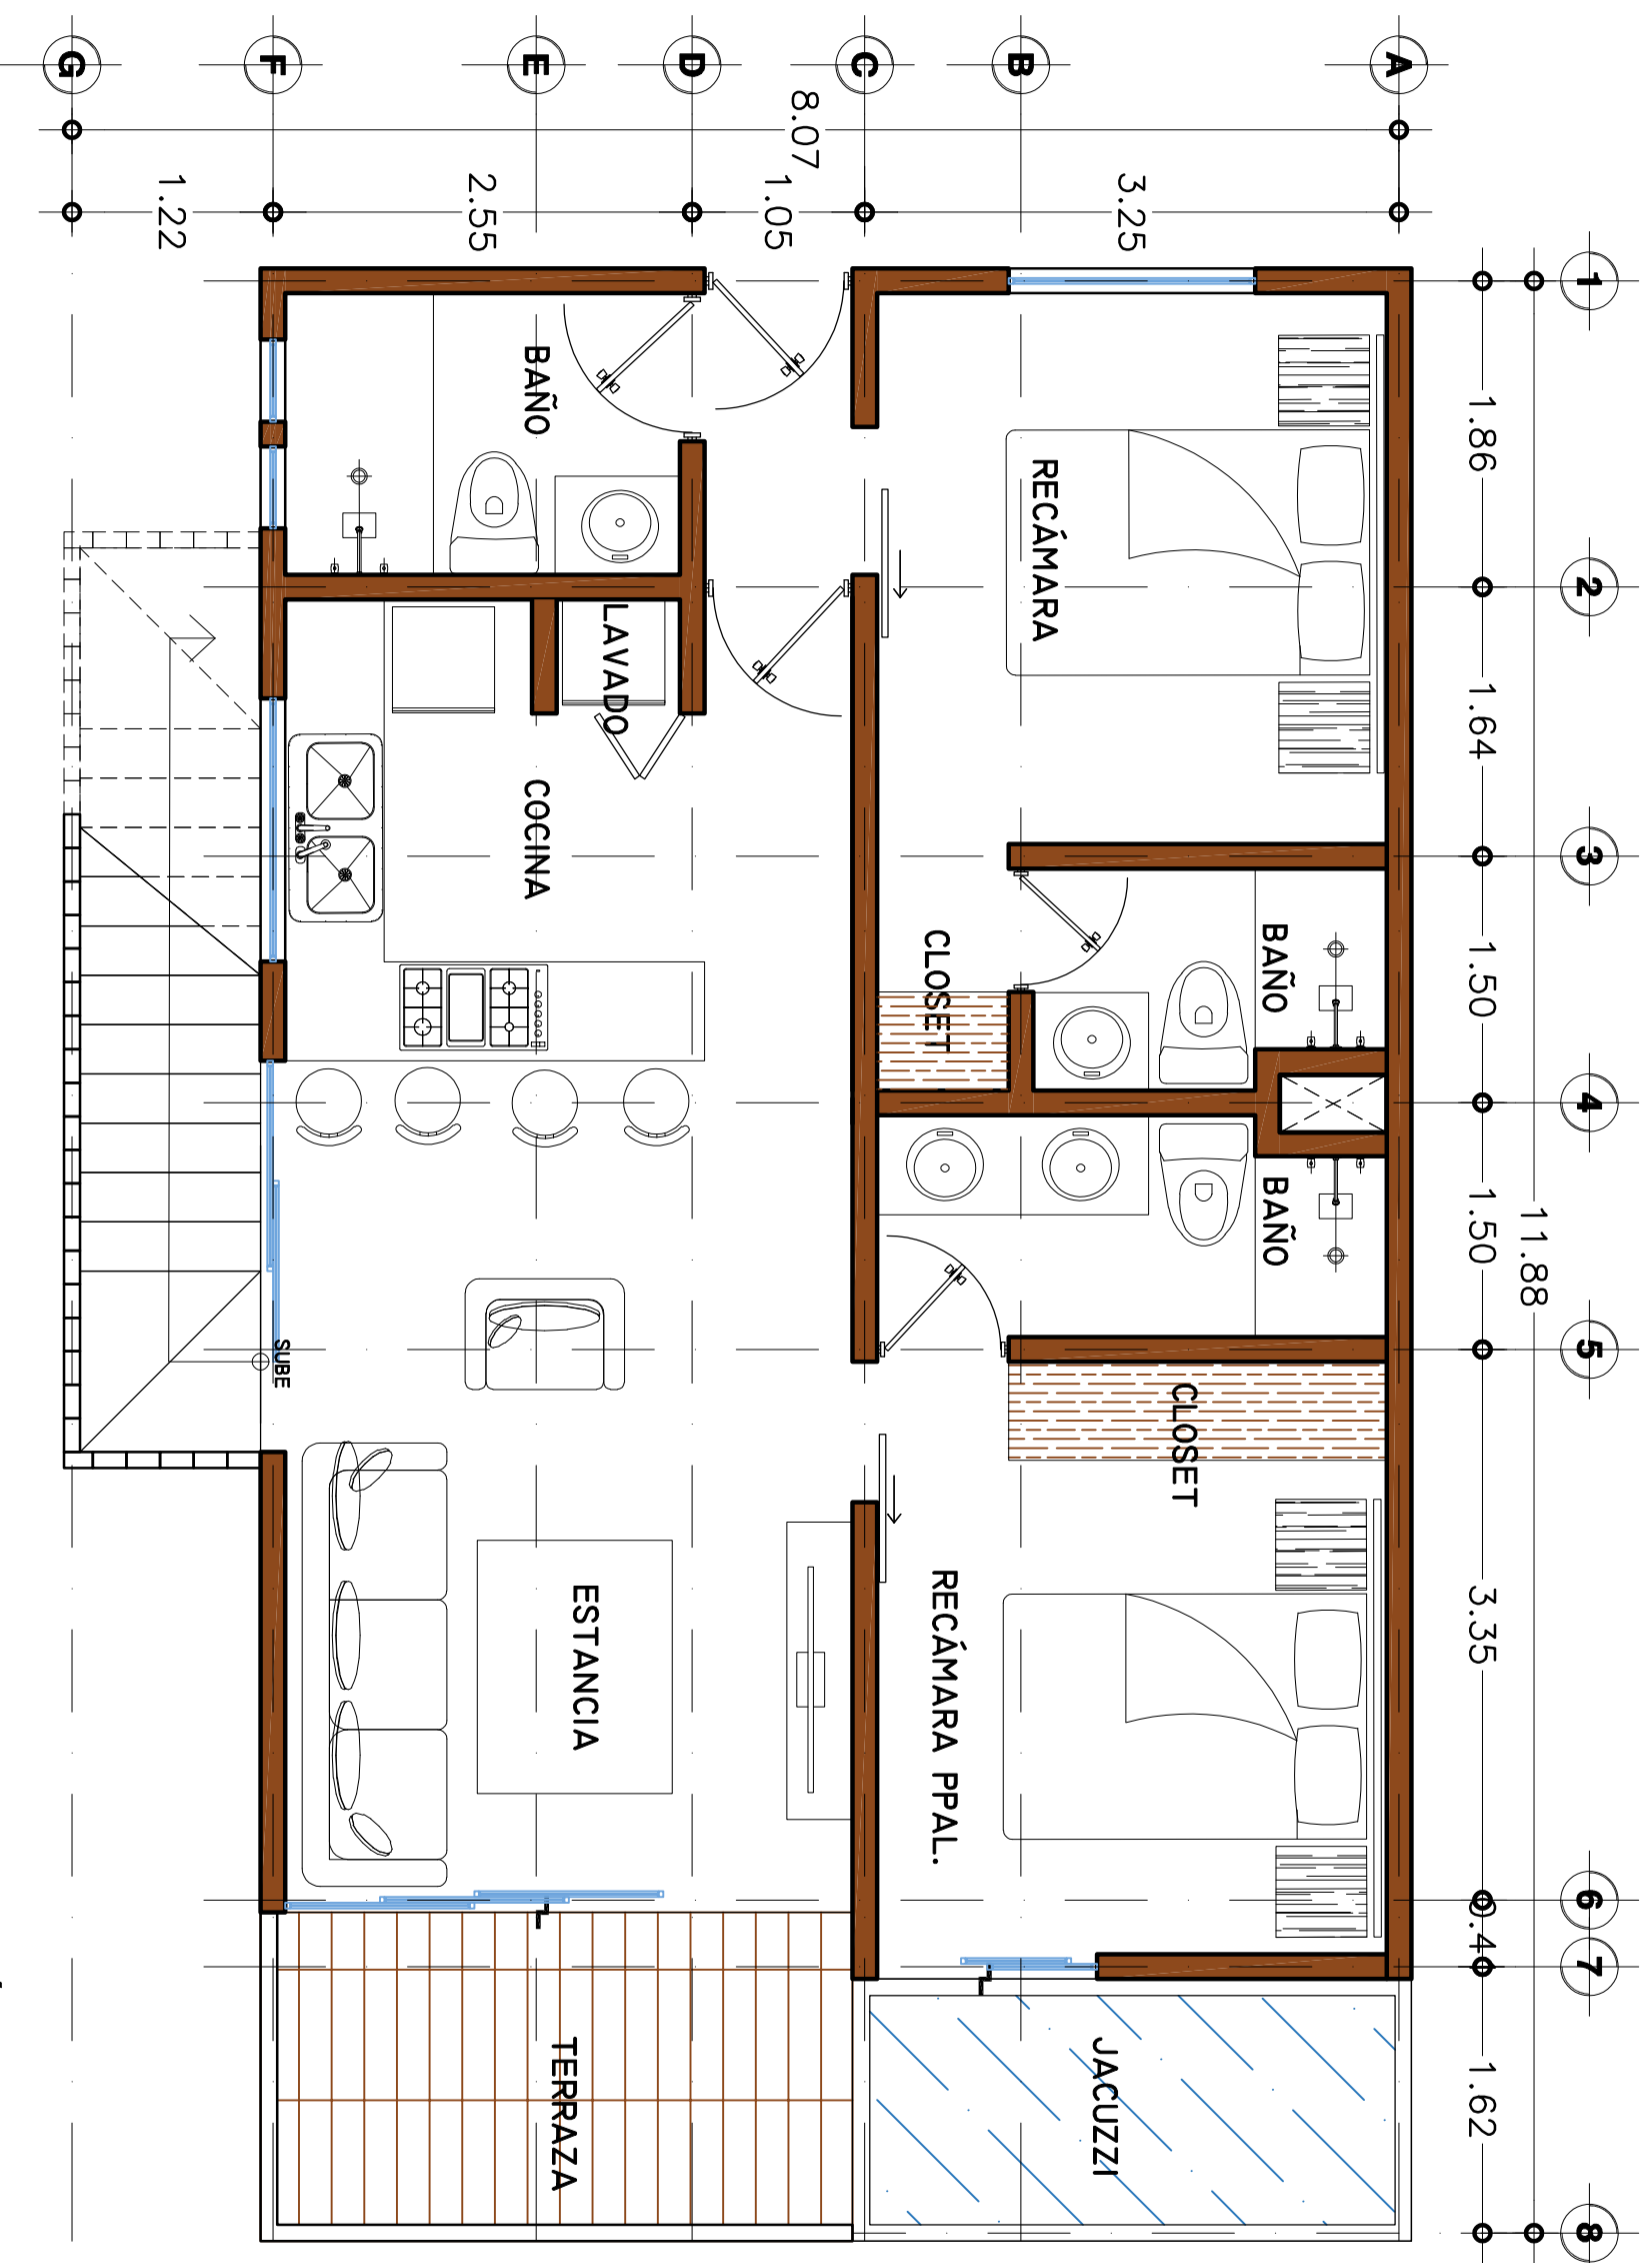 G
F
E
D
C
B
A
8.07
1.22
2.55
1.05
3.25
1
2
3
4
5
6
7
8
1.86
1.64
1.50
1.50
3.35
1.62
11.88
BAÑO
RECÁMARA
LAVADO
COCINA
CLOSET
BAÑO
BAÑO
SUBE
CLOSET
ESTANCIA
RECÁMARA PPAL.
TERRAZA
JACUZZI